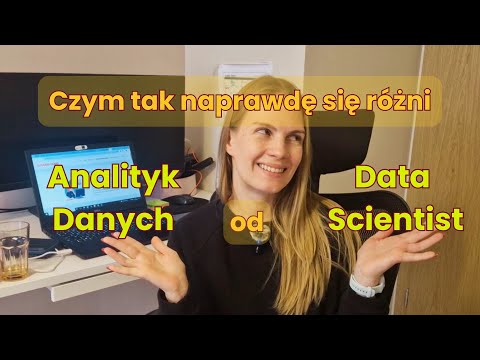 Czym tak naprawdę się różni
Analityk
Danych
od
Data
Scientist